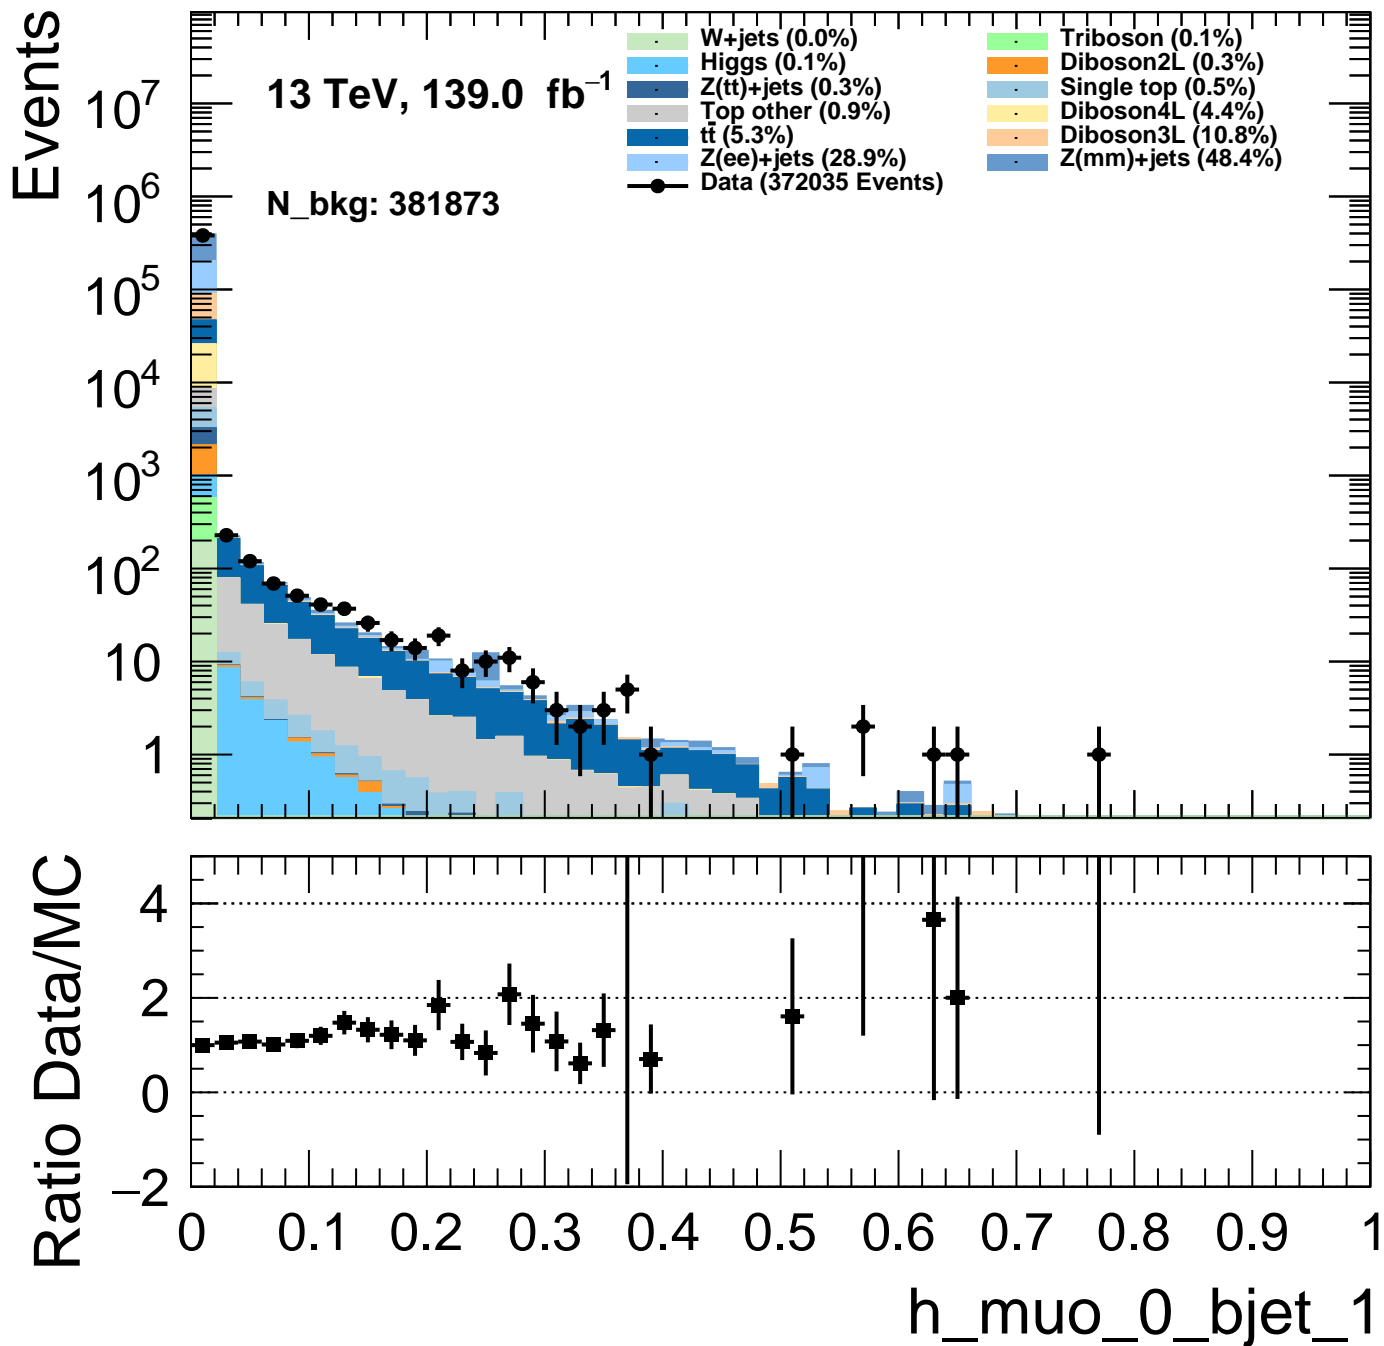 Events
13 TeV, 139.0 fb⁻¹
N_bkg: 381873
W+jets (0.0%)
Higgs (0.1%)
Z(tt)+jets (0.3%)
Top other (0.9%)
tt̄ (5.3%)
Z(ee)+jets (28.9%)
Data (372035 Events)
Triboson (0.1%)
Diboson2L (0.3%)
Single top (0.5%)
Diboson4L (4.4%)
Diboson3L (10.8%)
Z(mm)+jets (48.4%)
10⁷
10⁶
10⁵
10⁴
10³
10²
10
1
Ratio Data/MC
4
2
0
−2
0 0.1 0.2 0.3 0.4 0.5 0.6 0.7 0.8 0.9 1
h_muo_0_bjet_1